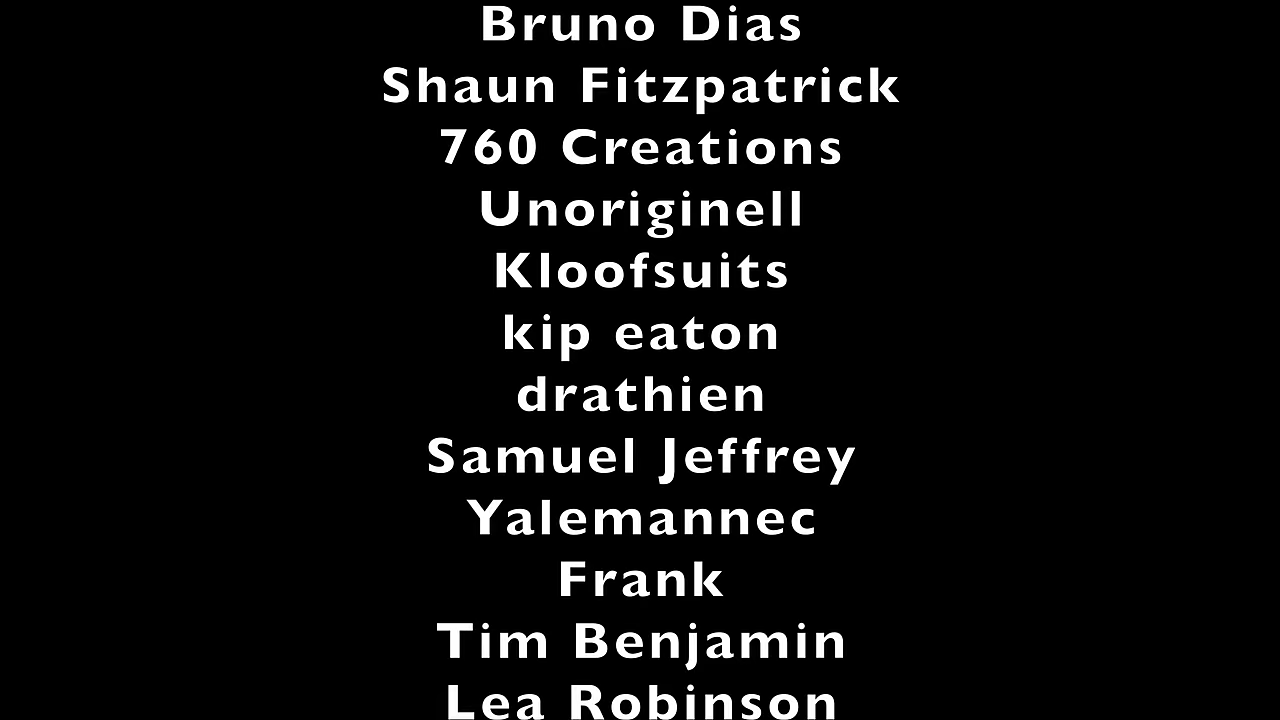 Bruno Dias
Shaun Fitzpatrick
760 Creations
Unoriginell
Kloofsuits
kip eaton
drathien
Samuel Jeffrey
Yalemannec
Frank
Tim Benjamin
Lea Robinson